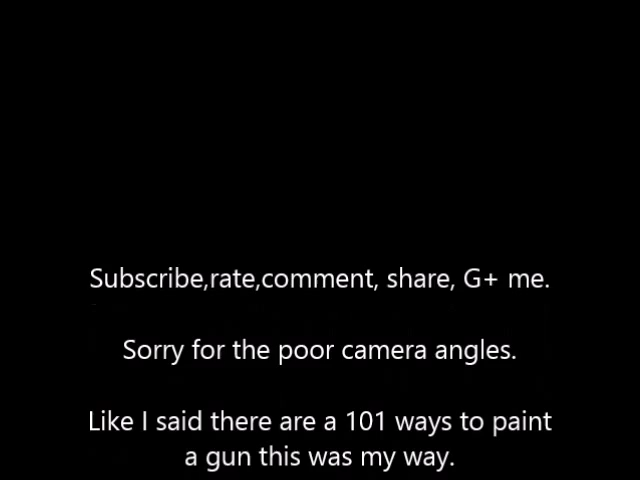 Subscribe,rate,comment, share, G+ me.
Sorry for the poor camera angles.
Like I said there are a 101 ways to paint
a gun this was my way.